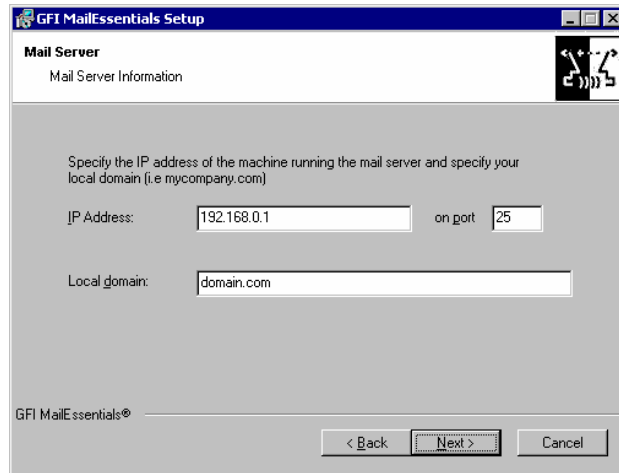 GFI MailEssentials Setup
Mail Server
Mail Server Information
Specify the IP address of the machine running the mail server and specify your
local domain (i.e mycompany.com)
IP Address: 192.168.0.1 on port 25
Local domain: domain.com
GFI MailEssentials®
< Back Next > Cancel